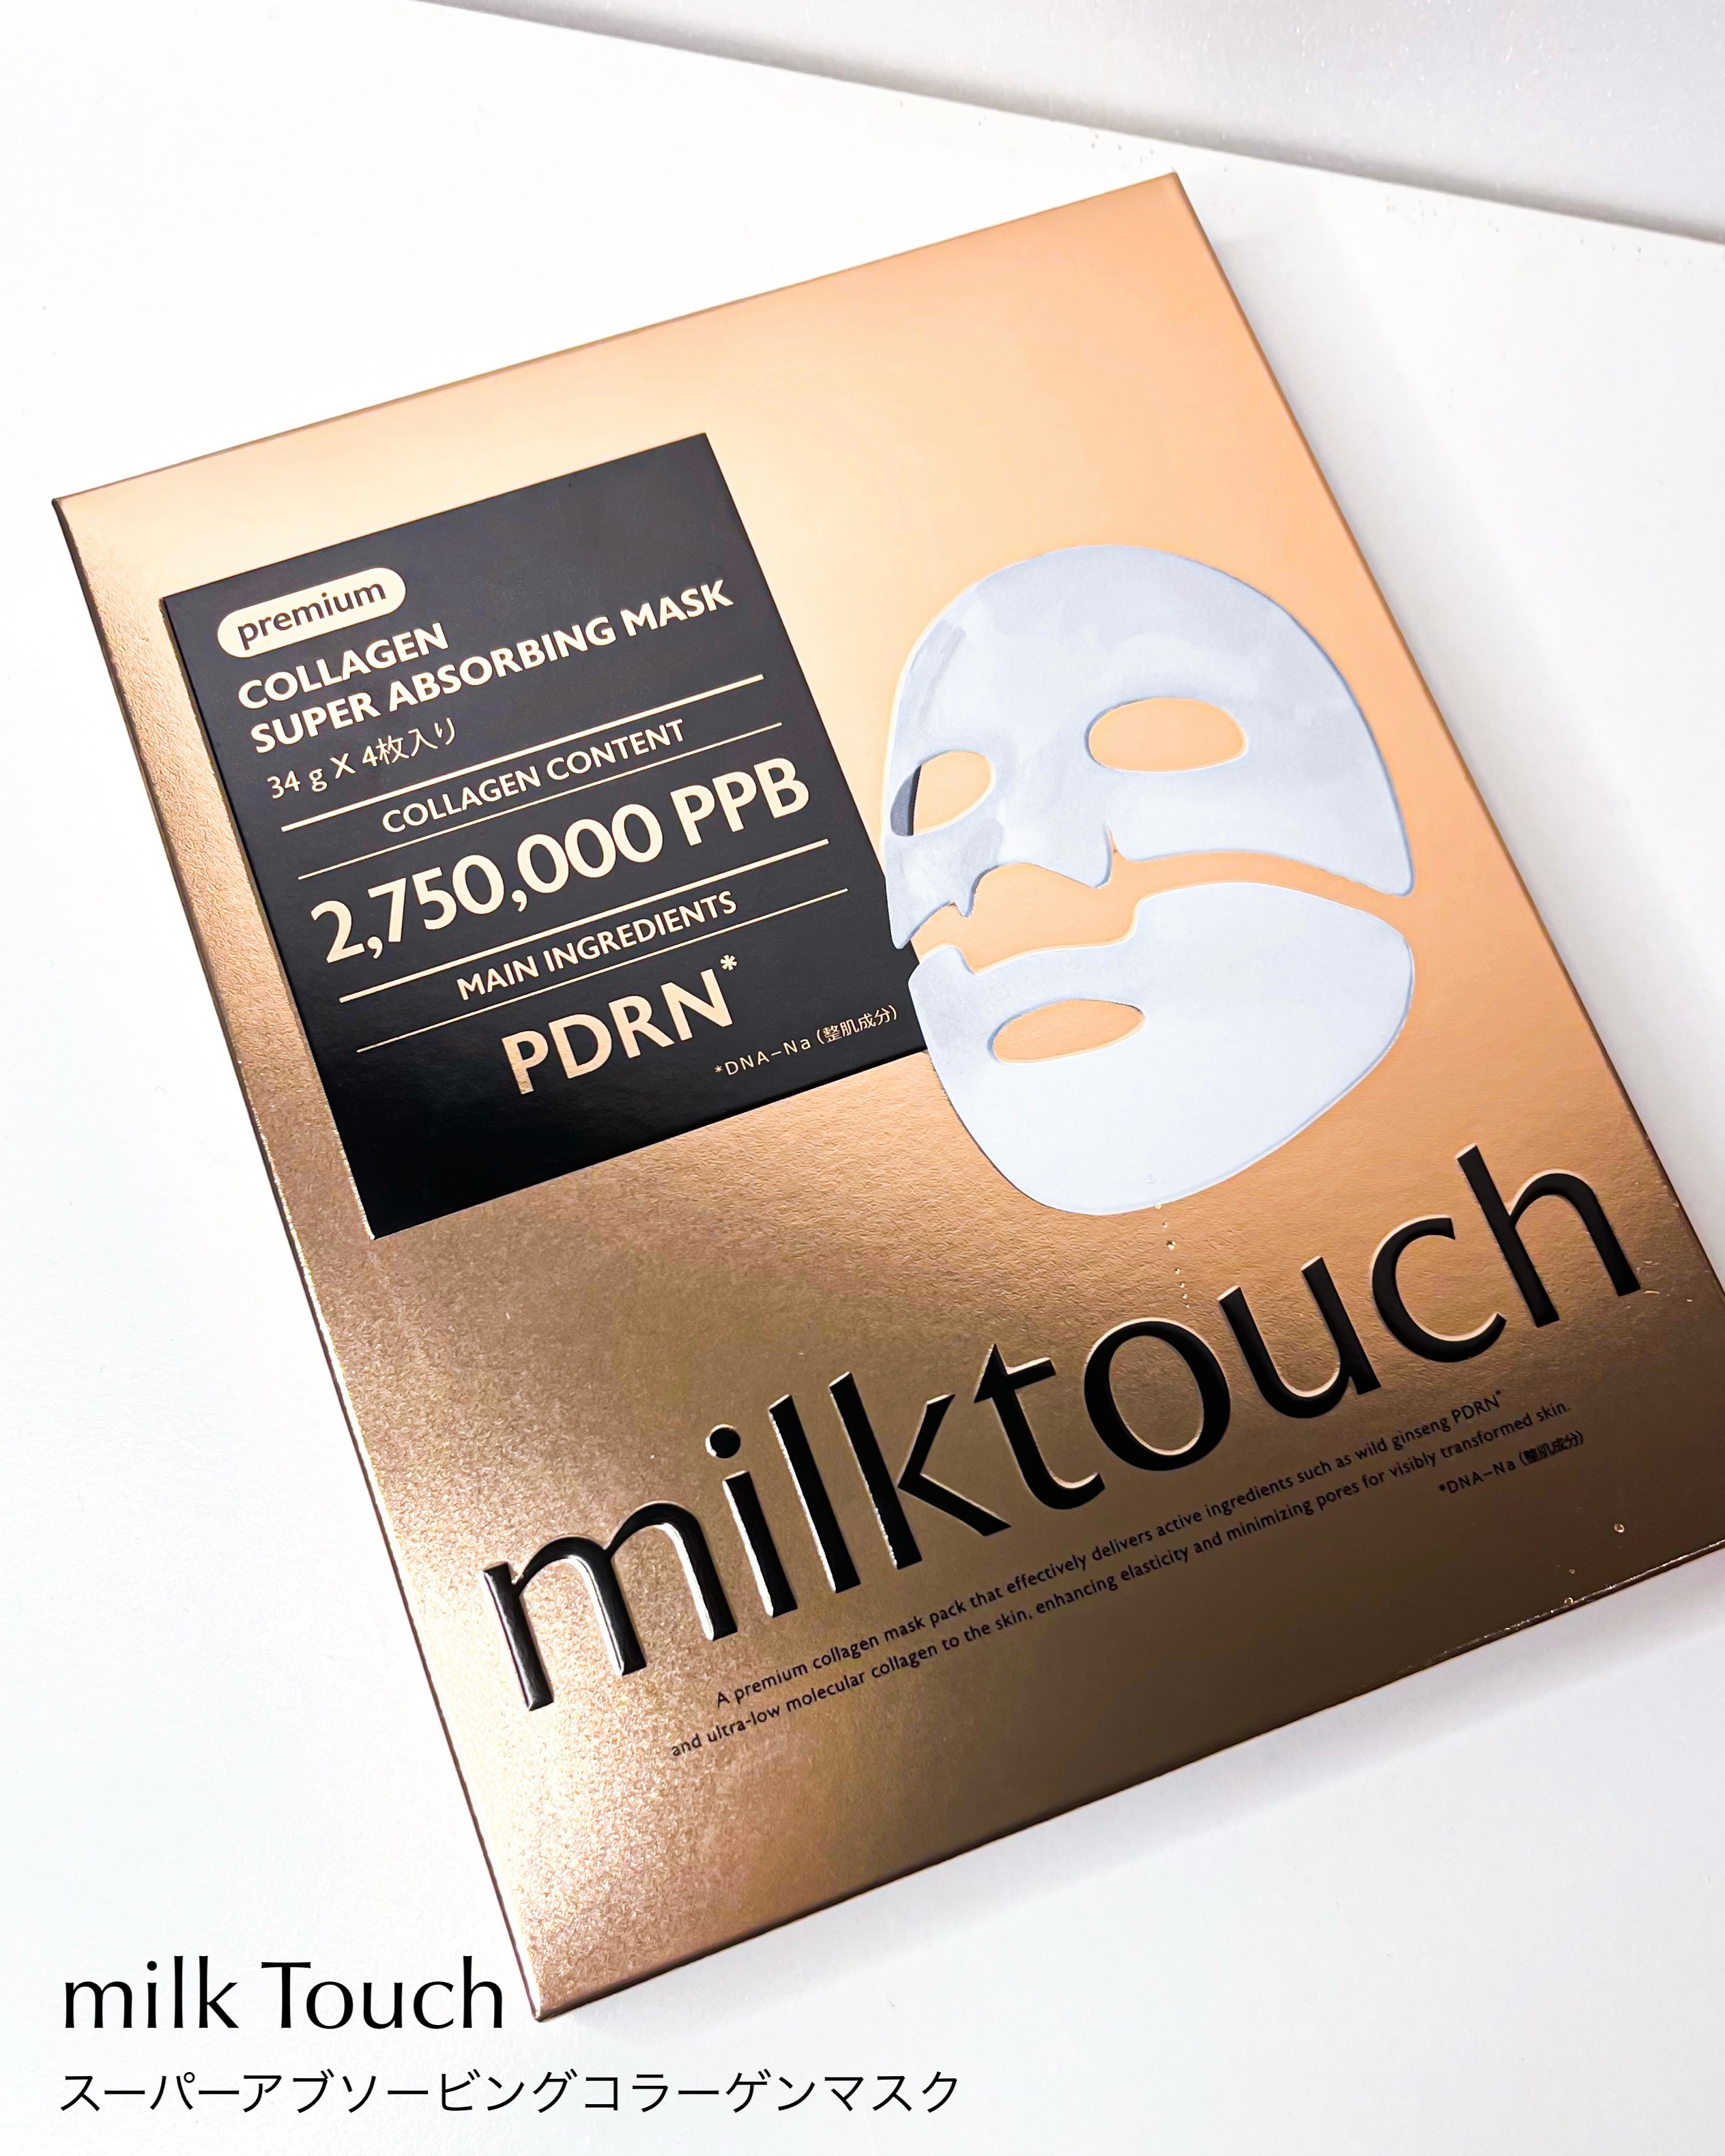 premium
COLLAGEN
SUPER ABSORBING MASK
34 g X 4枚入り
COLLAGEN CONTENT
2,750,000 PPB
MAIN INGREDIENTS
PDRN*
*DNA-Na (整肌成分)
milktouch
A premium collagen mask pack that effectively delivers active ingredients such as wild ginseng PDRN*
and ultra-low molecular collagen to the skin, enhancing elasticity and minimizing pores for visibly transformed skin.
*DNA-Na (整肌成分)
milk Touch
スーパーアブソービングコラーゲンマスク